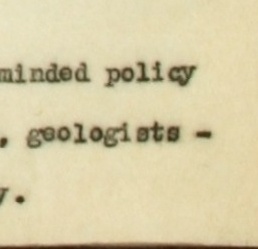 minded policy
, geologists -
y.